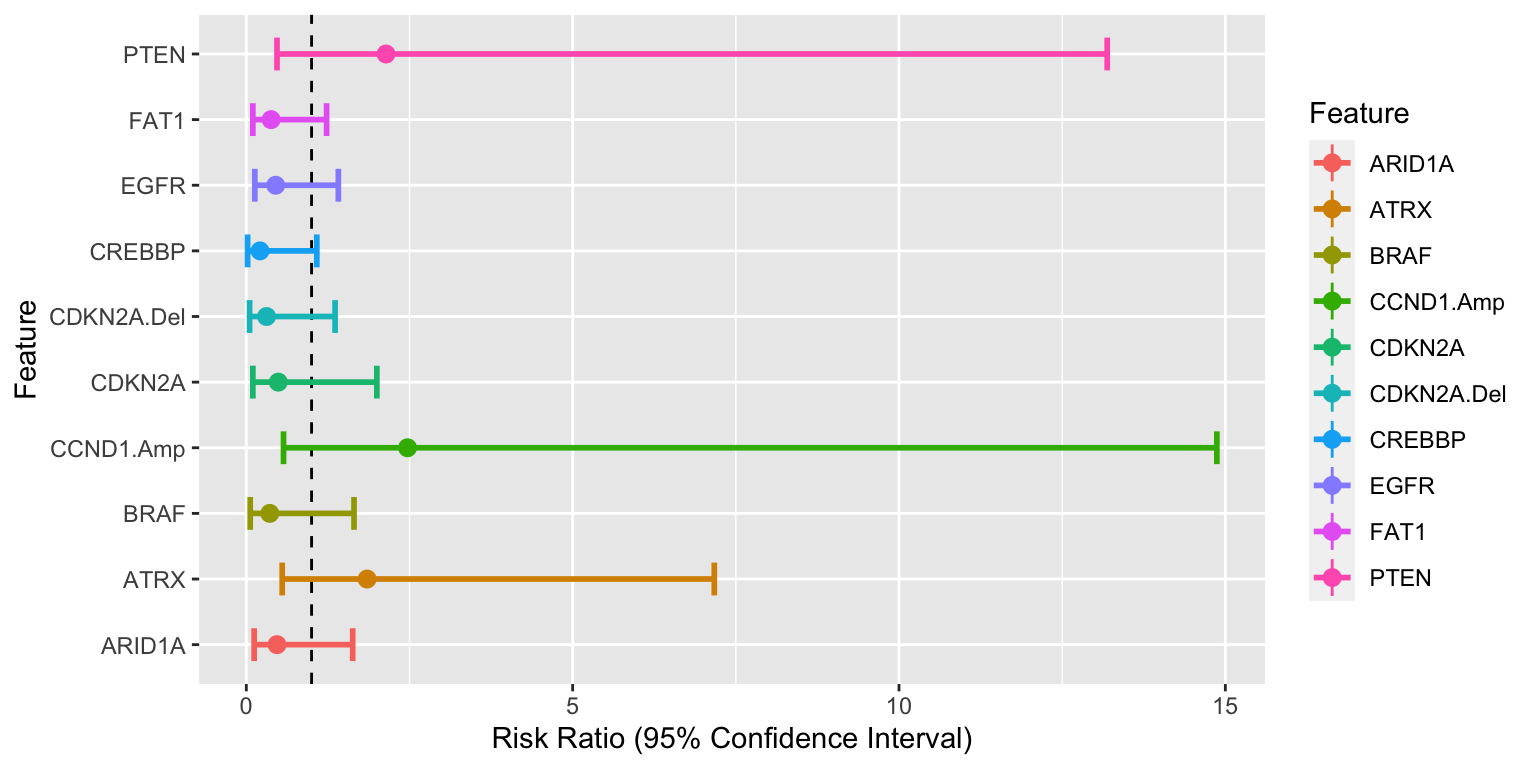 PTEN
FAT1
EGFR
CREBBP
CDKN2A.Del
CDKN2A
CCND1.Amp
BRAF
ATRX
ARID1A
Feature
0 5 10 15
Risk Ratio (95% Confidence Interval)
Feature
ARID1A
ATRX
BRAF
CCND1.Amp
CDKN2A
CDKN2A.Del
CREBBP
EGFR
FAT1
PTEN